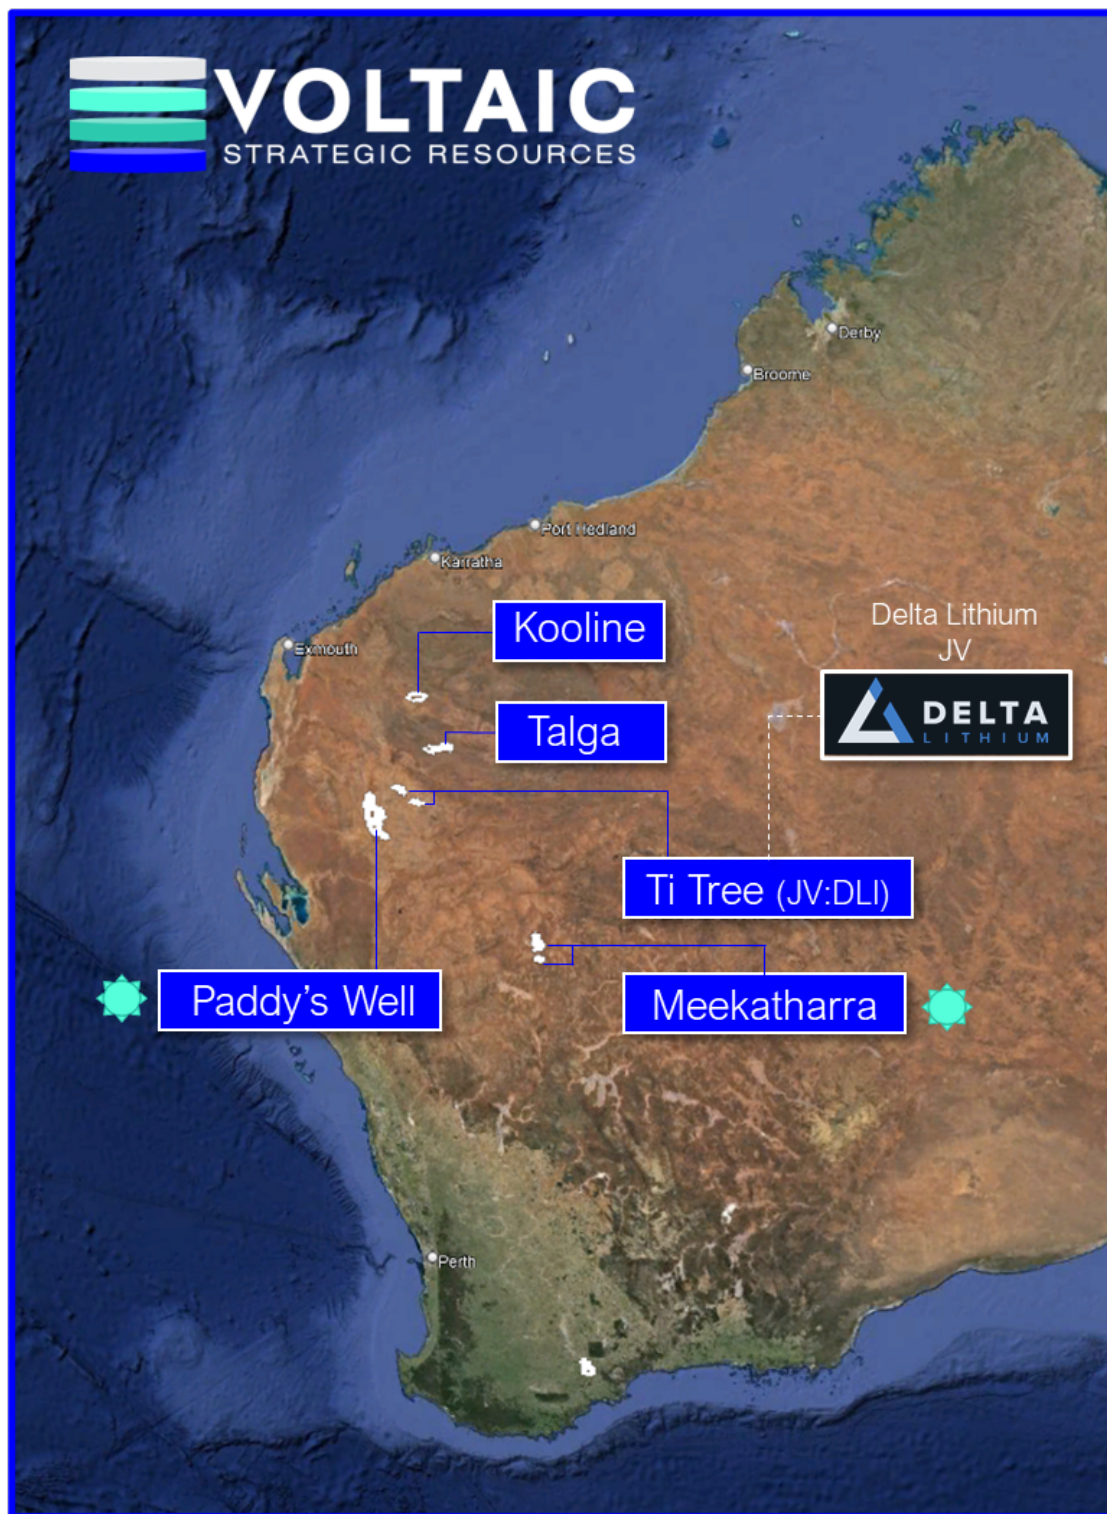 VOLTAIC
STRATEGIC RESOURCES
Derby
Broome
Port Hedland
Karratha
Kooline
Delta Lithium
JV
Exmouth
DELTA
LITHIUM
Talga
Ti Tree (JV:DLI)
Paddy's Well
Meekatharra
Perth